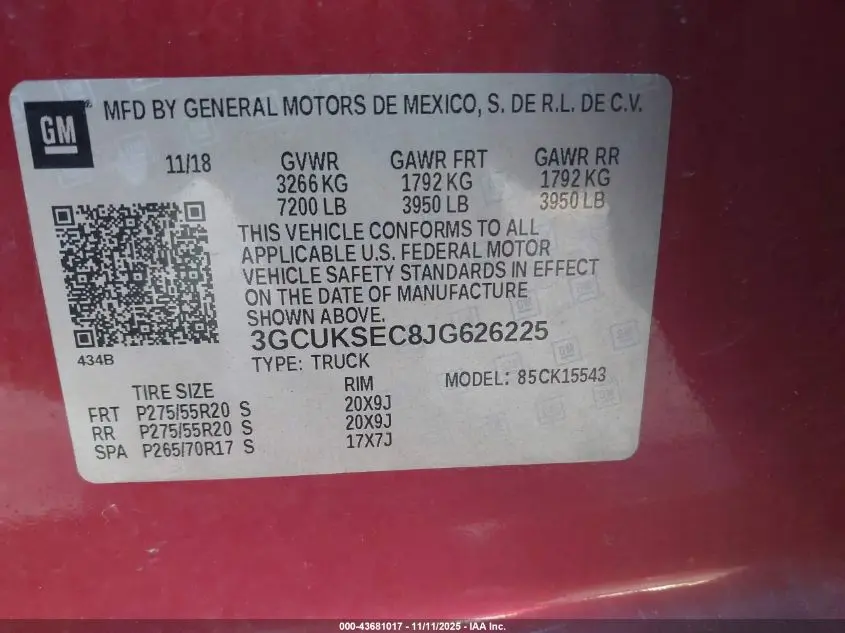 GM
MFD BY GENERAL MOTORS DE MEXICO, S. DE R.L. DE C.V.
11/18 GVWR GAWR FRT GAWR RR
3266 KG 1792 KG 1792 KG
7200 LB 3950 LB 3950 LB
THIS VEHICLE CONFORMS TO ALL
APPLICABLE U.S. FEDERAL MOTOR
VEHICLE SAFETY STANDARDS IN EFFECT
ON THE DATE OF MANUFACTURE
SHOWN ABOVE.
3GCUKSEC8JG626225
434B
TYPE: TRUCK
TIRE SIZE RIM MODEL: 85CK15543
FRT P275/55R20 S 20X9J
RR P275/55R20 S 20X9J
SPA P265/70R17 S 17X7J
000-43681017 - 11/11/2025 - IAA Inc.